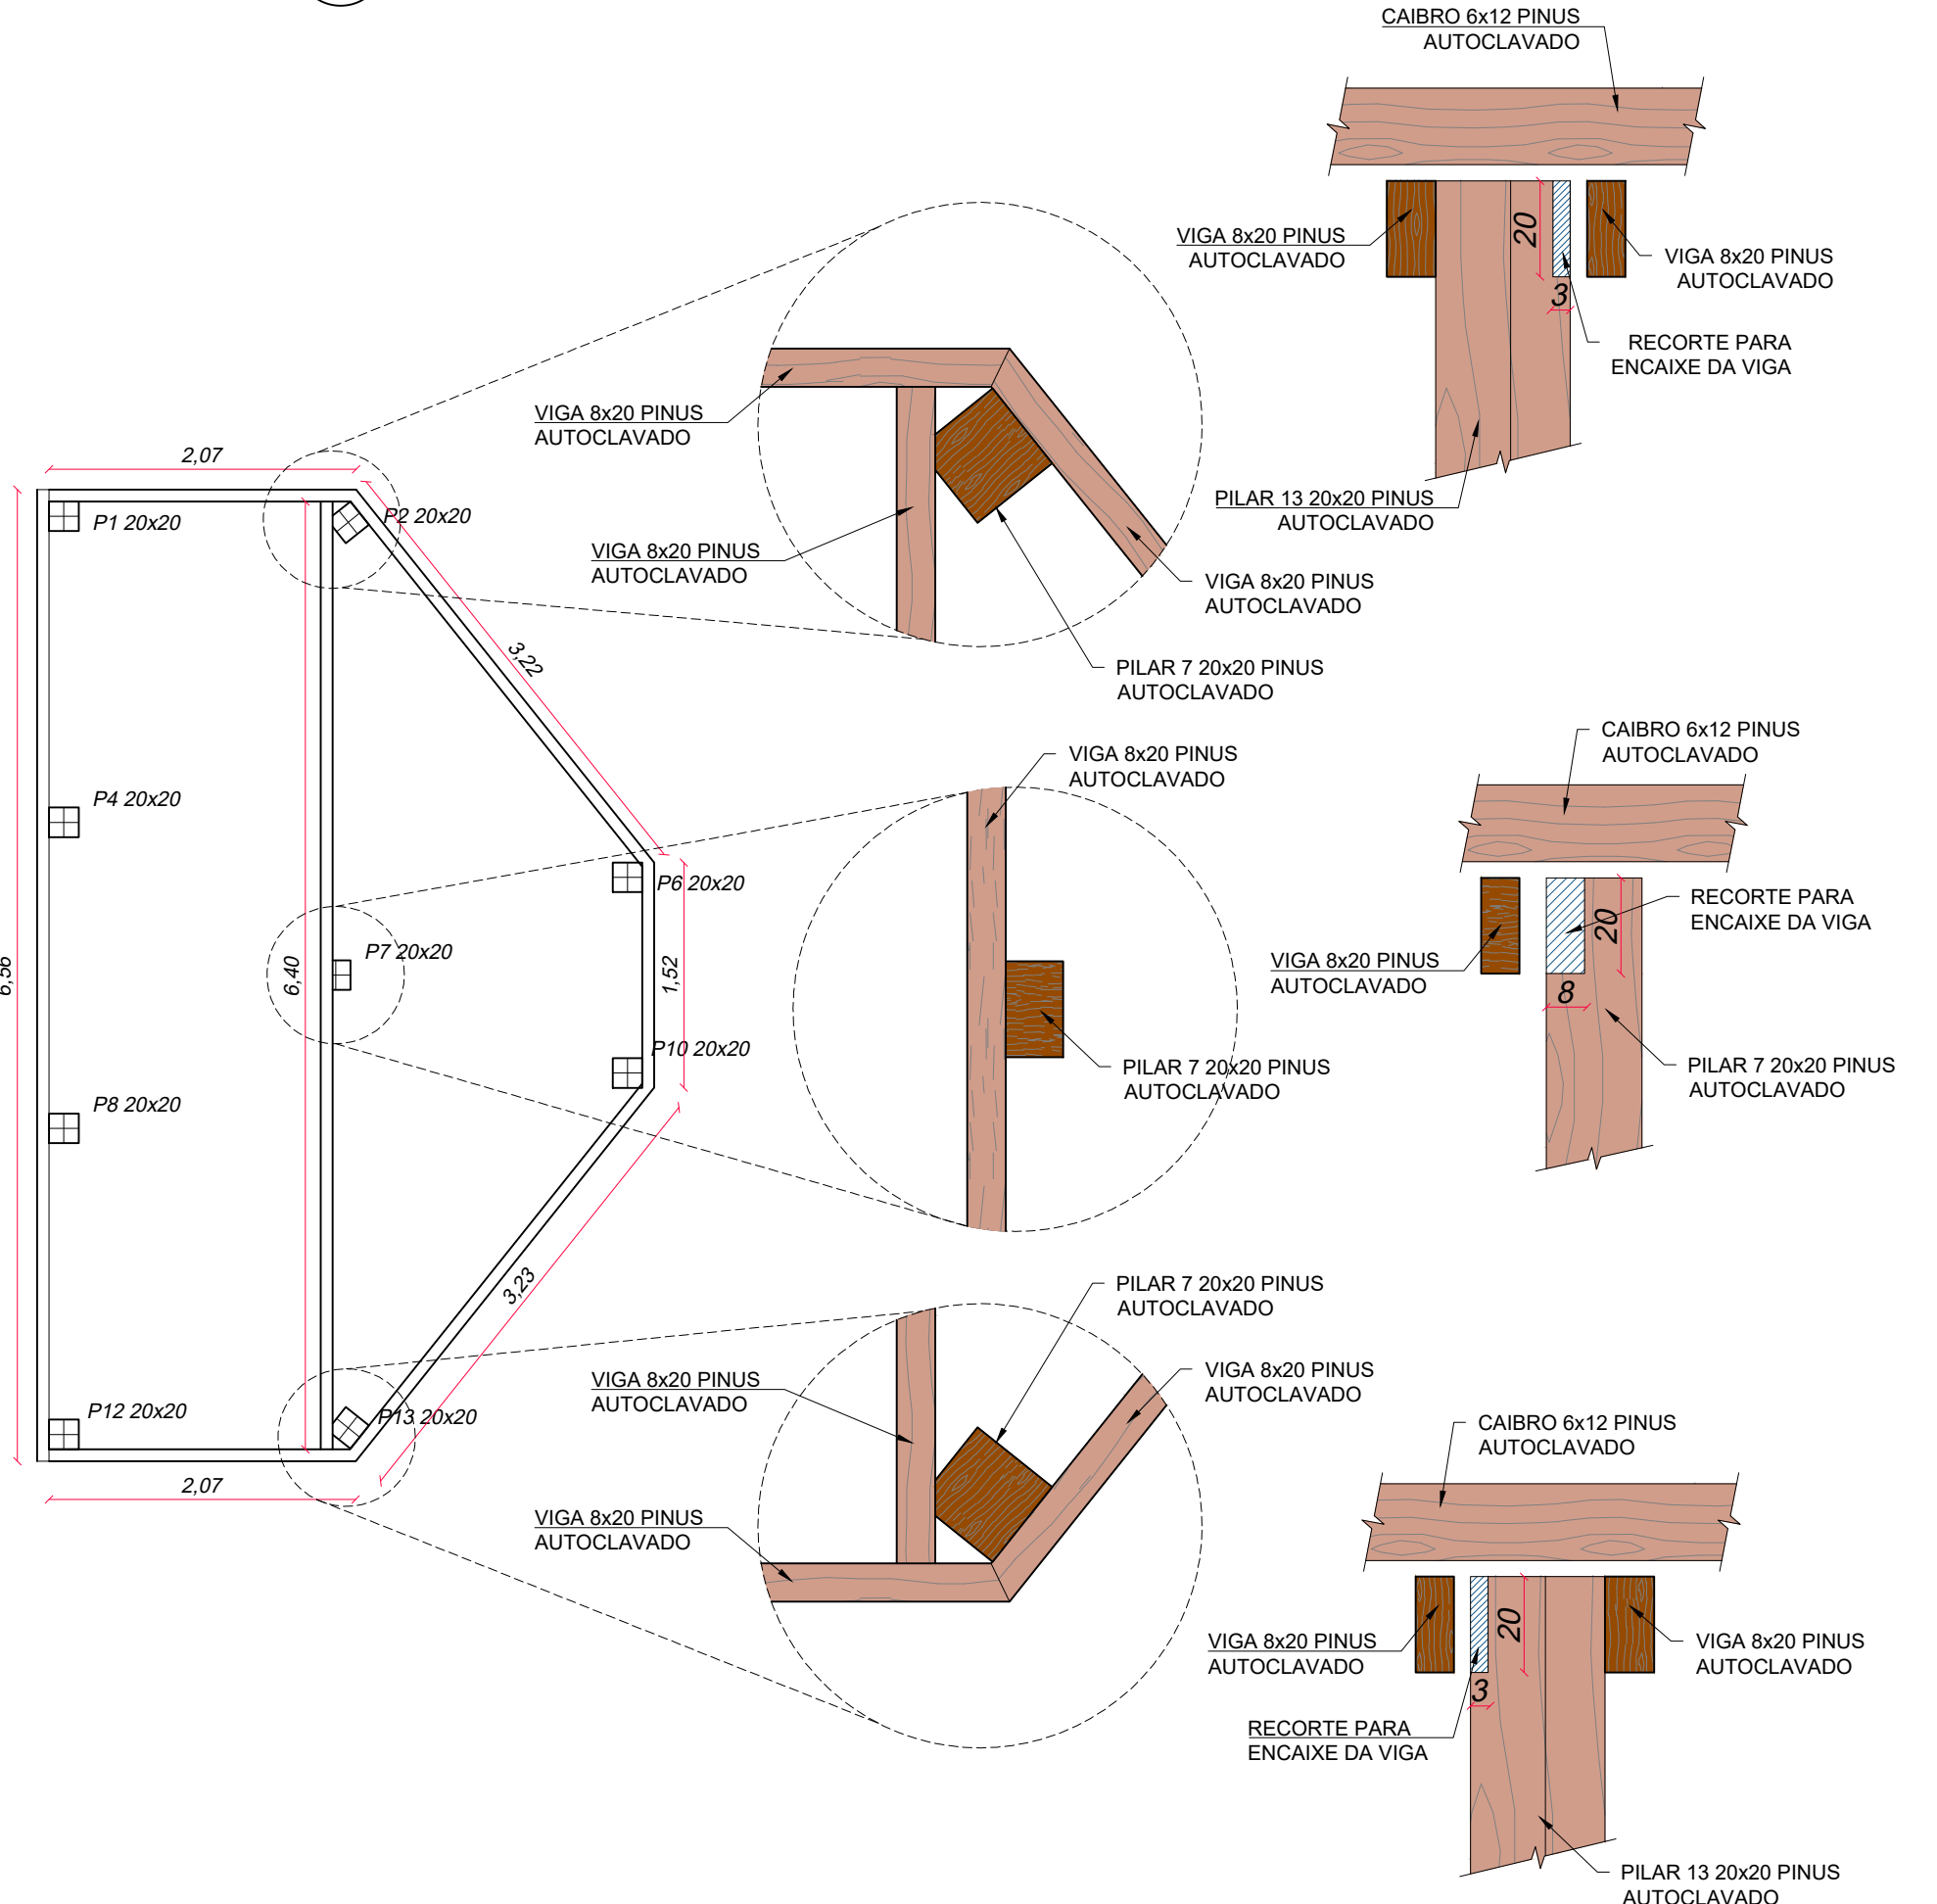 CAIBRO 6x12 PINUS
AUTOCLAVADO
VIGA 8x20 PINUS
AUTOCLAVADO
20
VIGA 8x20 PINUS
AUTOCLAVADO
3
RECORTE PARA
ENCAIXE DA VIGA
PILAR 13 20x20 PINUS
AUTOCLAVADO
VIGA 8x20 PINUS
AUTOCLAVADO
VIGA 8x20 PINUS
AUTOCLAVADO
VIGA 8x20 PINUS
AUTOCLAVADO
PILAR 7 20x20 PINUS
AUTOCLAVADO
2,07
P1 20x20
P2 20x20
3,22
P4 20x20
P6 20x20
P7 20x20
6,56
6,40
1,52
P10 20x20
P8 20x20
3,23
P12 20x20
P13 20x20
2,07
VIGA 8x20 PINUS
AUTOCLAVADO
PILAR 7 20x20 PINUS
AUTOCLAVADO
CAIBRO 6x12 PINUS
AUTOCLAVADO
RECORTE PARA
ENCAIXE DA VIGA
20
VIGA 8x20 PINUS
AUTOCLAVADO
8
PILAR 7 20x20 PINUS
AUTOCLAVADO
PILAR 7 20x20 PINUS
AUTOCLAVADO
VIGA 8x20 PINUS
AUTOCLAVADO
VIGA 8x20 PINUS
AUTOCLAVADO
VIGA 8x20 PINUS
AUTOCLAVADO
CAIBRO 6x12 PINUS
AUTOCLAVADO
20
VIGA 8x20 PINUS
AUTOCLAVADO
VIGA 8x20 PINUS
AUTOCLAVADO
3
RECORTE PARA
ENCAIXE DA VIGA
PILAR 13 20x20 PINUS
AUTOCLAVADO